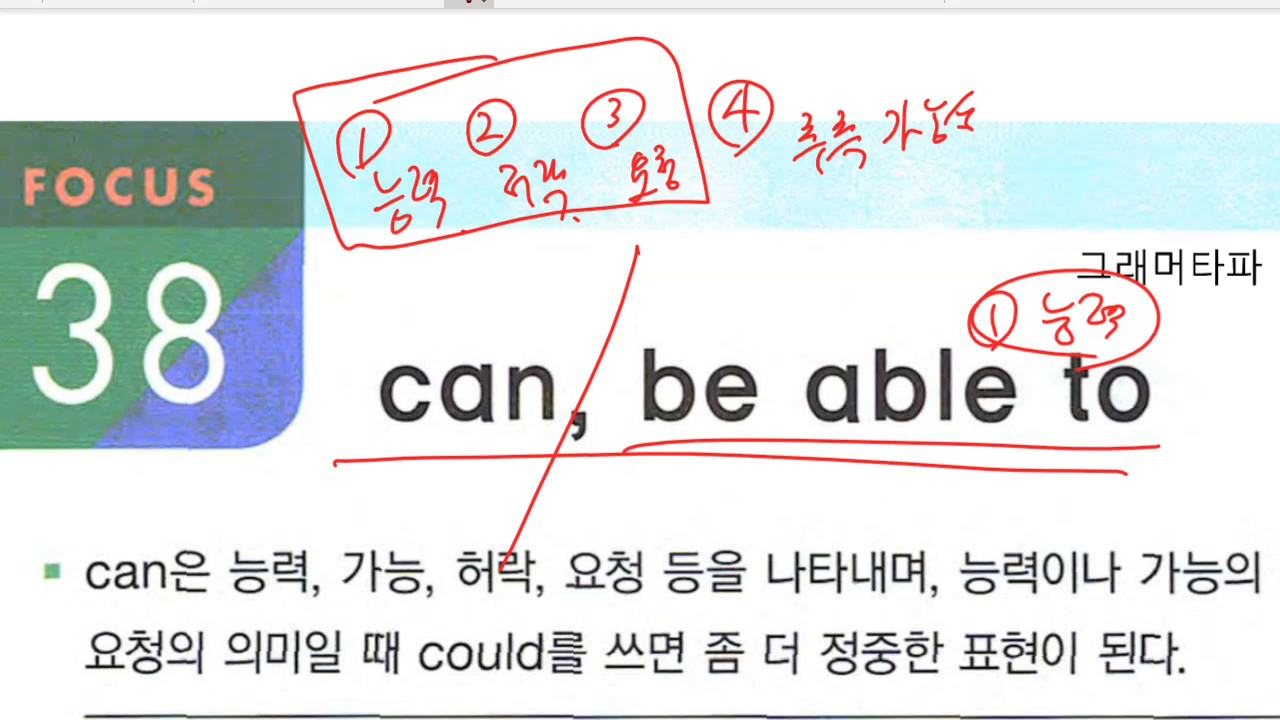 ① ② ③ ④ 추측 가능성
능력 허락 요청
FOCUS
38
그래머타파
① 능력
can, be able to
can은 능력, 가능, 허락, 요청 등을 나타내며, 능력이나 가능의
요청의 의미일 때 could를 쓰면 좀 더 정중한 표현이 된다.